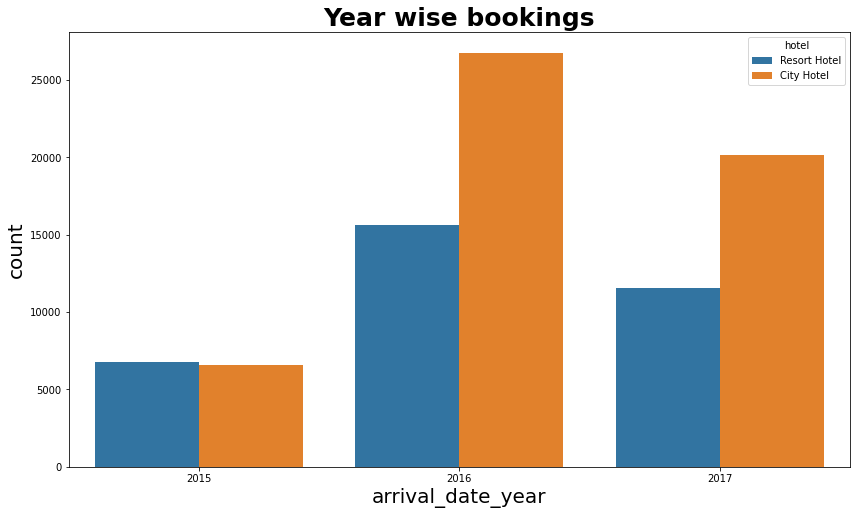 Year wise bookings
hotel
Resort Hotel
City Hotel
count
25000
20000
15000
10000
5000
0
2015 2016 2017
arrival_date_year